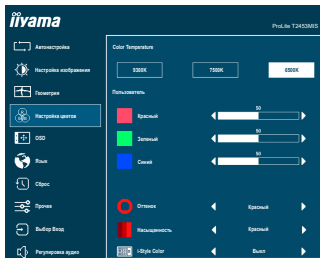 iiyama
ProLite T2453MIS
Автонастройка
Настройка изображения
Геометрия
Настройка цветов
OSD
Язык
Сброс
Прочее
Выбор Вход
Регулировка аудио
Color Temperature
9300K
7500K
6500K
Пользователь
Красный
50
Зеленый
50
Синий
50
Оттенок
Красный
Насыщенность
Красный
i-Style Color
Выкл